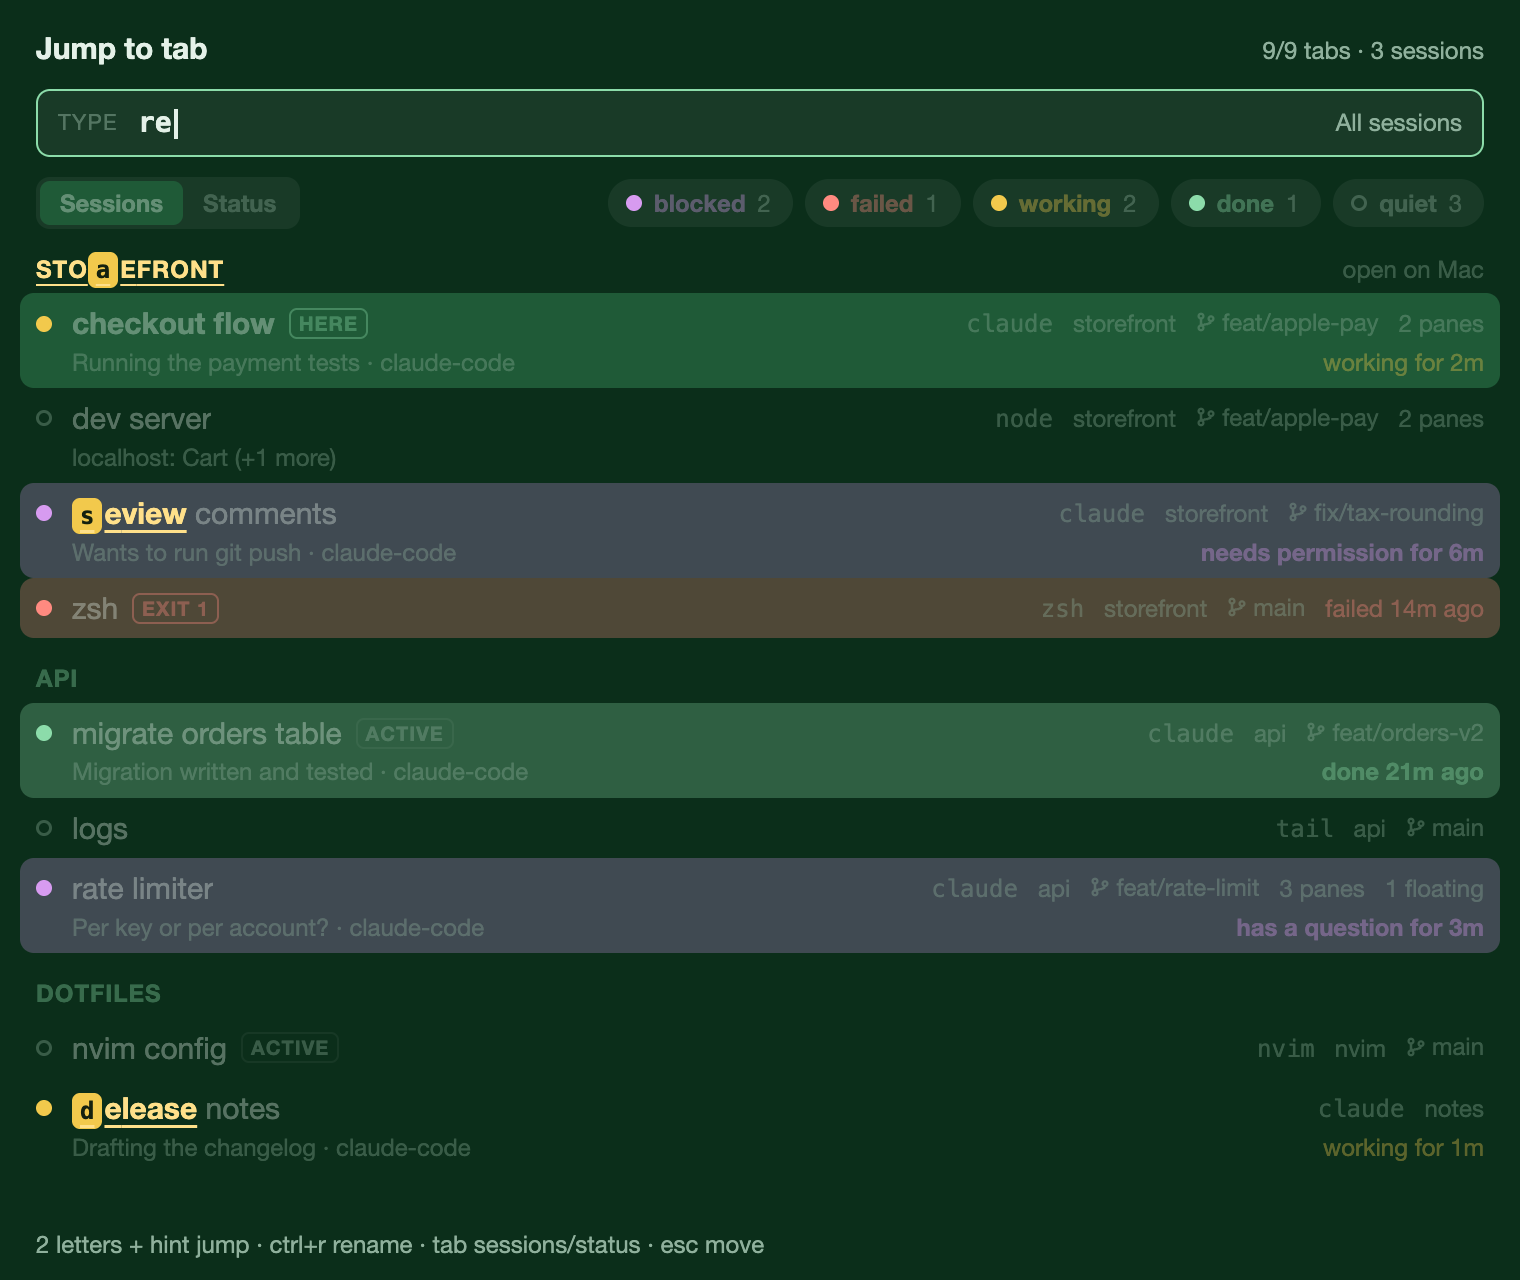 Jump to tab 9/9 tabs · 3 sessions
TYPE re All sessions
Sessions Status blocked 2 failed 1 working 2 done 1 quiet 3
STOaEFRONT open on Mac
checkout flow HERE claude storefront feat/apple-pay 2 panes
Running the payment tests · claude-code working for 2m
dev server node storefront feat/apple-pay 2 panes
localhost: Cart (+1 more)
seview comments claude storefront fix/tax-rounding
Wants to run git push · claude-code needs permission for 6m
zsh EXIT 1 zsh storefront main failed 14m ago
API
migrate orders table ACTIVE claude api feat/orders-v2
Migration written and tested · claude-code done 21m ago
logs tail api main
rate limiter claude api feat/rate-limit 3 panes 1 floating
Per key or per account? · claude-code has a question for 3m
DOTFILES
nvim config ACTIVE nvim nvim main
delease notes claude notes
Drafting the changelog · claude-code working for 1m
2 letters + hint jump · ctrl+r rename · tab sessions/status · esc move